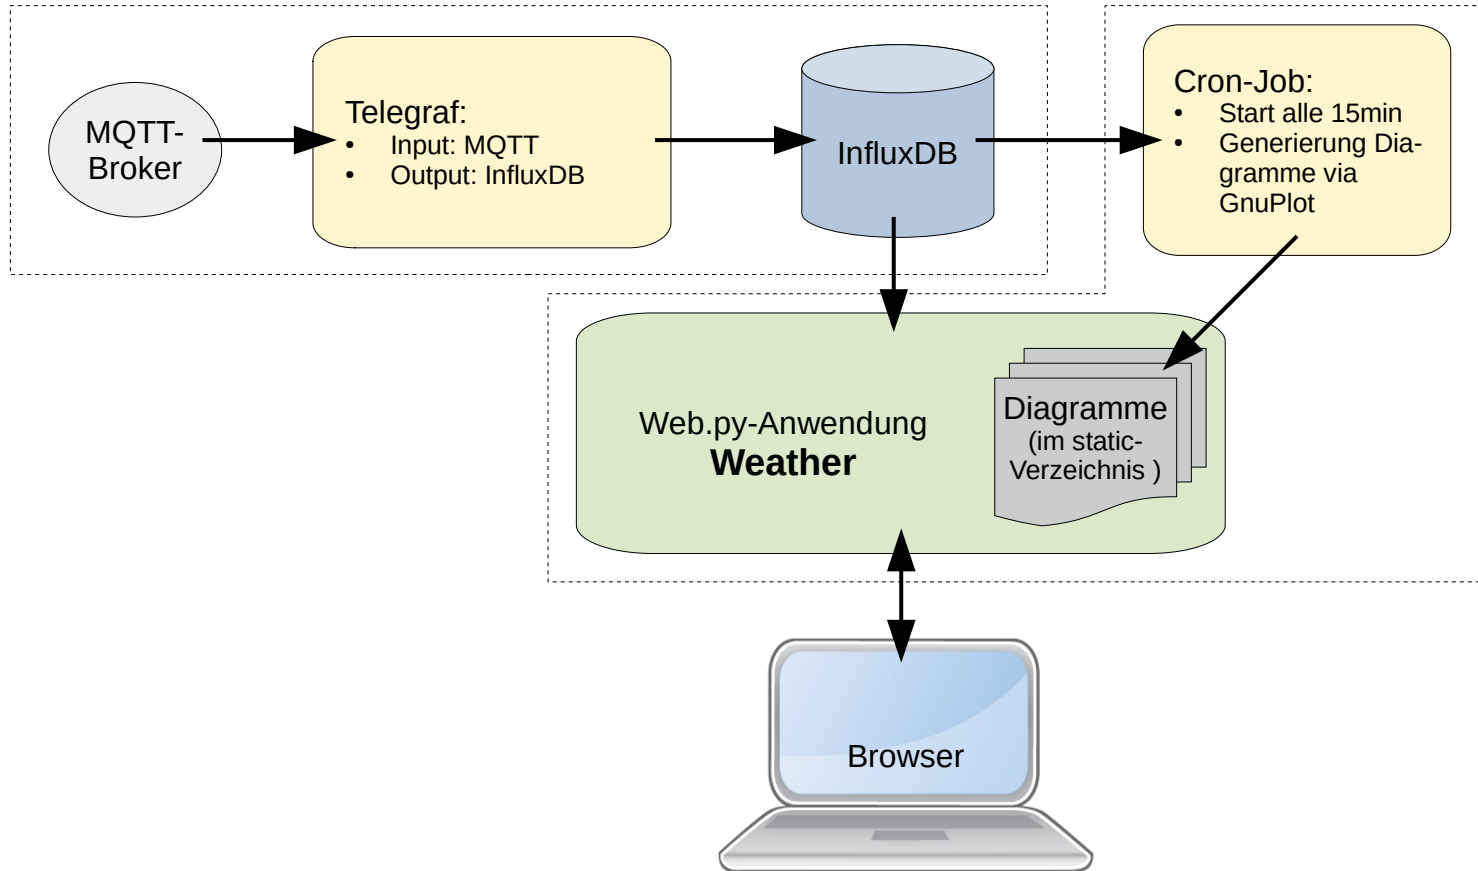 MQTT-
Broker
Telegraf:
• Input: MQTT
• Output: InfluxDB
InfluxDB
Cron-Job:
• Start alle 15min
• Generierung Dia-
gramme via
GnuPlot
Web.py-Anwendung
Weather
Diagramme
(im static-
Verzeichnis )
Browser